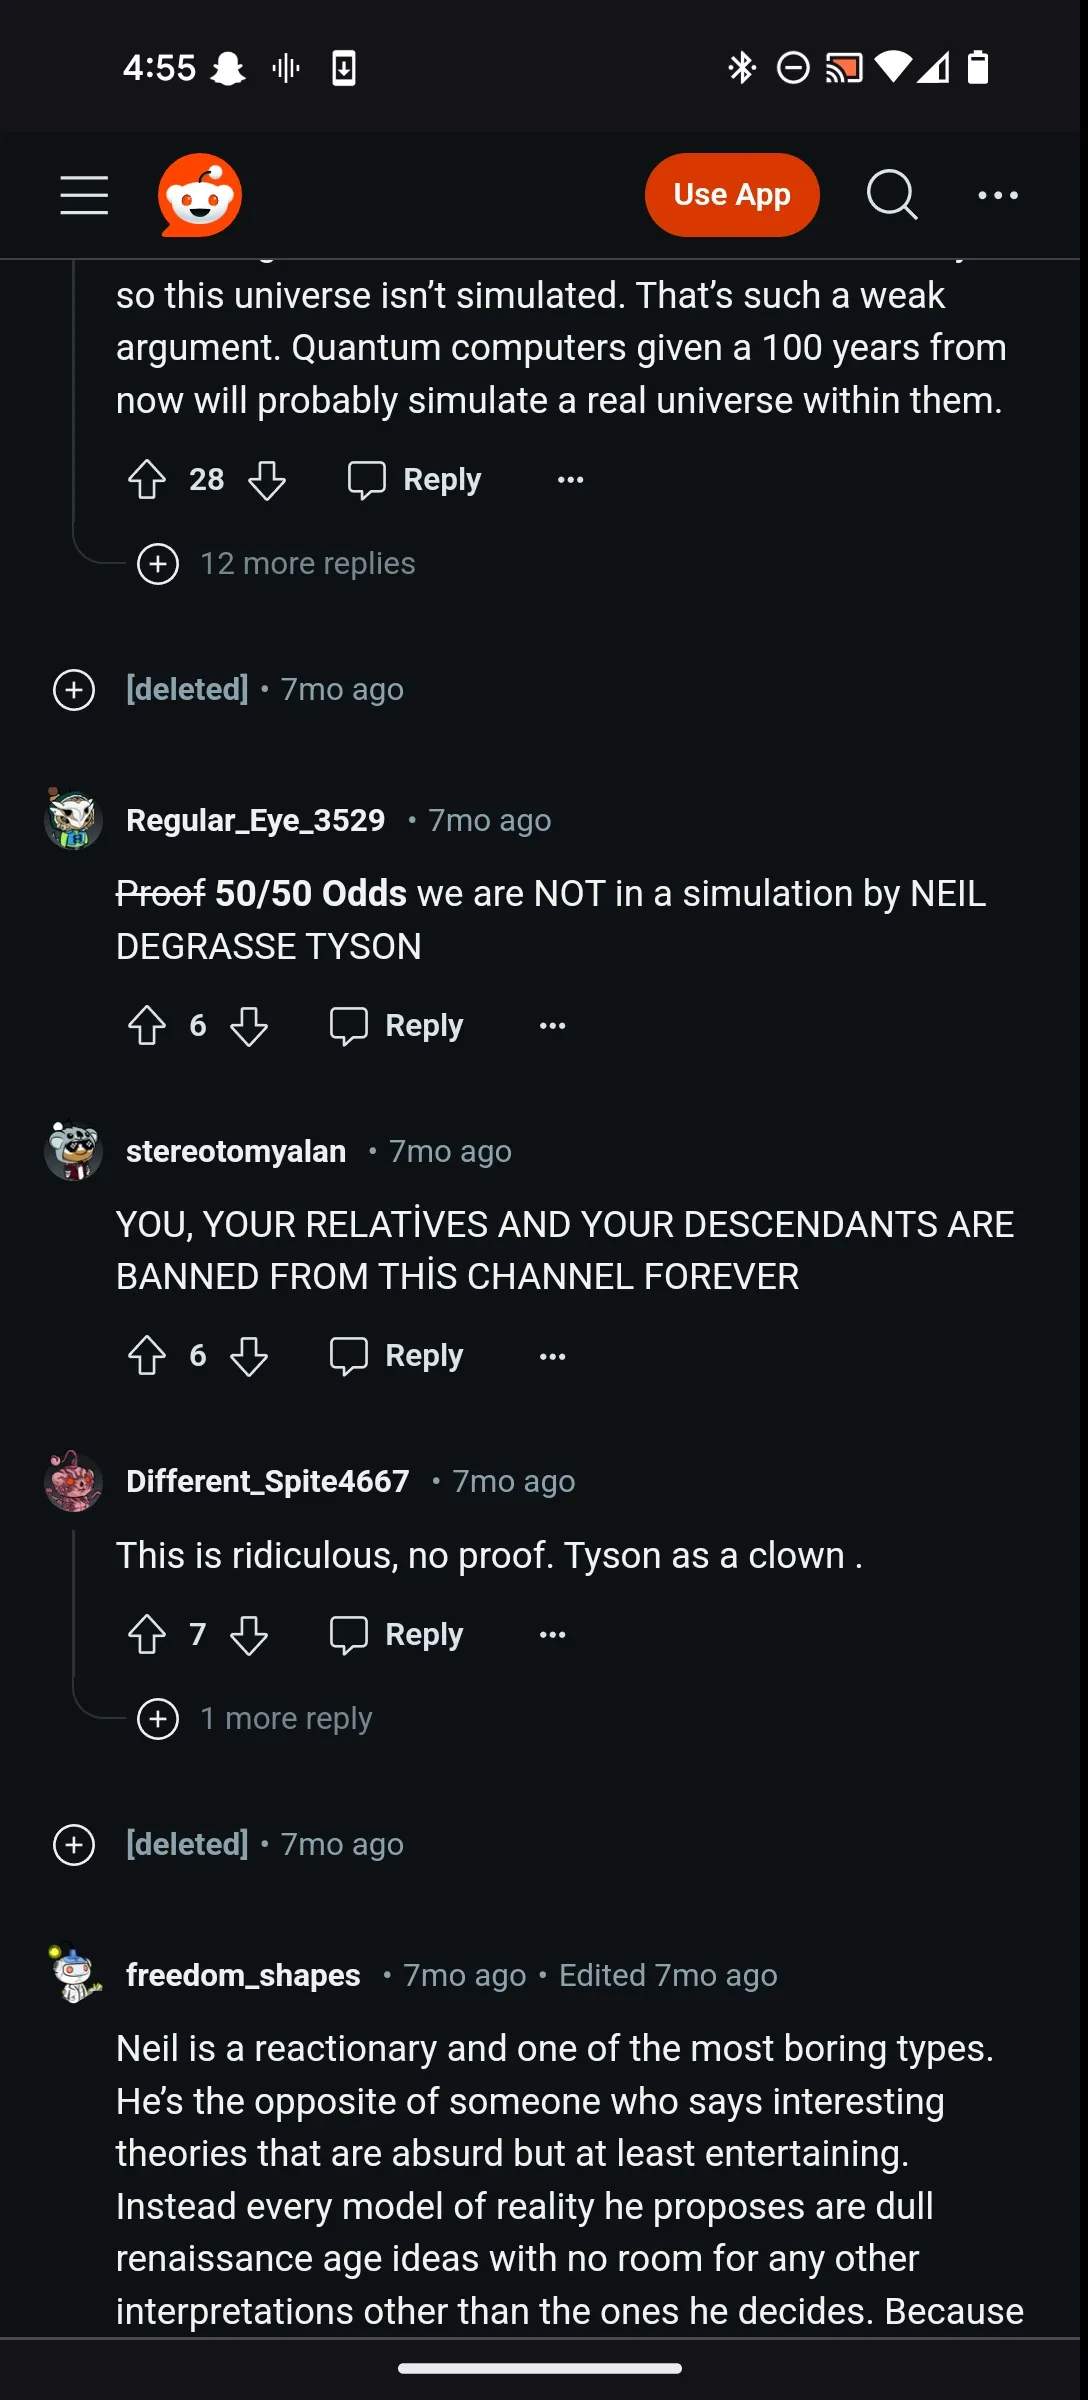 4:55
Use App
so this universe isn’t simulated. That’s such a weak
argument. Quantum computers given a 100 years from
now will probably simulate a real universe within them.
28 Reply
12 more replies
[deleted] • 7mo ago
Regular_Eye_3529 • 7mo ago
Proof 50/50 Odds we are NOT in a simulation by NEIL
DEGRASSE TYSON
6 Reply
stereotomyalan • 7mo ago
YOU, YOUR RELATİVES AND YOUR DESCENDANTS ARE
BANNED FROM THİS CHANNEL FOREVER
6 Reply
Different_Spite4667 • 7mo ago
This is ridiculous, no proof. Tyson as a clown .
7 Reply
1 more reply
[deleted] • 7mo ago
freedom_shapes • 7mo ago • Edited 7mo ago
Neil is a reactionary and one of the most boring types.
He’s the opposite of someone who says interesting
theories that are absurd but at least entertaining.
Instead every model of reality he proposes are dull
renaissance age ideas with no room for any other
interpretations other than the ones he decides. Because